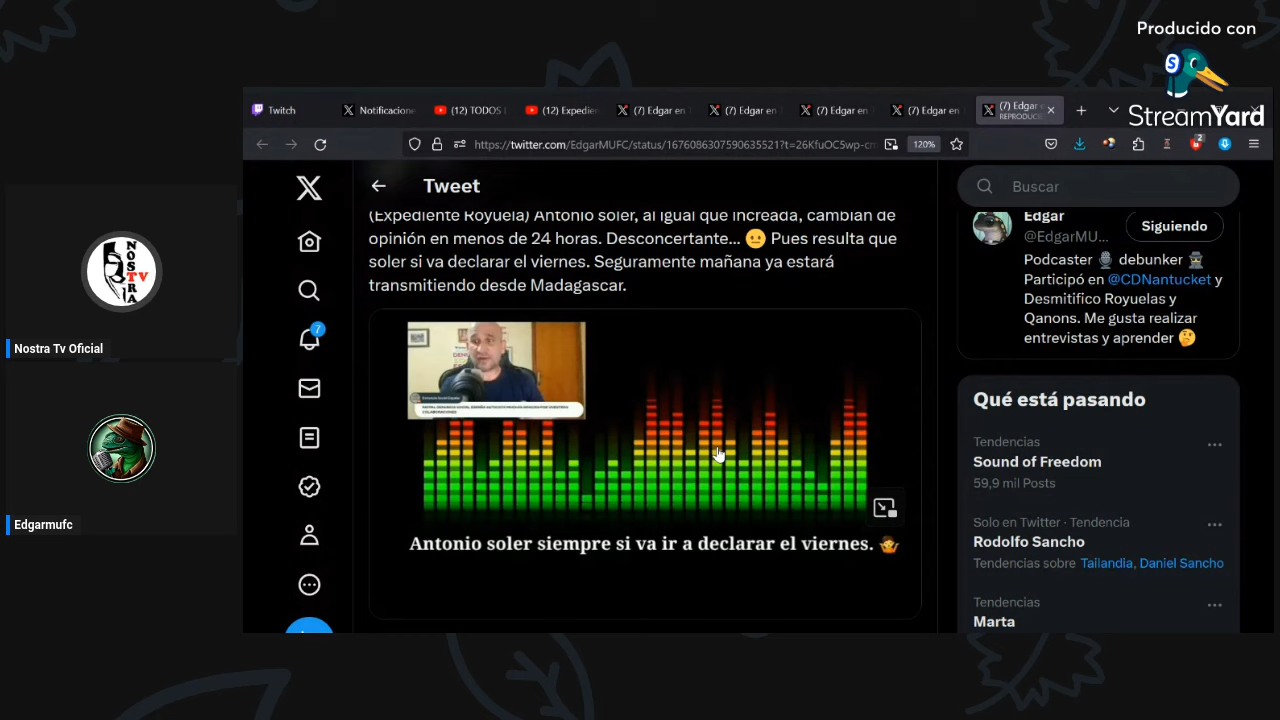 Producido con
StreamYard
Twitch
Notificacione
(12) TODOS
(12) Expedien
(7) Edgar en
(7) Edgar en
(7) Edgar en
(7) Edgar en
(7) Edgar
https://twitter.com/EdgarMUFC/status/1676086307590635521?t=26KfuOC5wp-cm
120%
Tweet
Buscar
(Expediente Royuela) Antonio soler, al igual que increada, cambian de
opinión en menos de 24 horas. Desconcertante... 😐 Pues resulta que
soler si va declarar el viernes. Seguramente mañana ya estará
transmitiendo desde Madagascar.
Antonio soler siempre si va ir a declarar el viernes. 🤷
7
Edgar
@EdgarMU...
Siguiendo
Podcaster 🎙️ debunker 🕵️
Participó en @CDNantucket y
Desmitifico Royuelas y
Qanons. Me gusta realizar
entrevistas y aprender 🤔
Qué está pasando
Tendencias
Sound of Freedom
59,9 mil Posts
Solo en Twitter · Tendencia
Rodolfo Sancho
Tendencias sobre Tailandia, Daniel Sancho
Tendencias
Marta
NOSTRA
TV
Nostra Tv Oficial
Edgarmufc